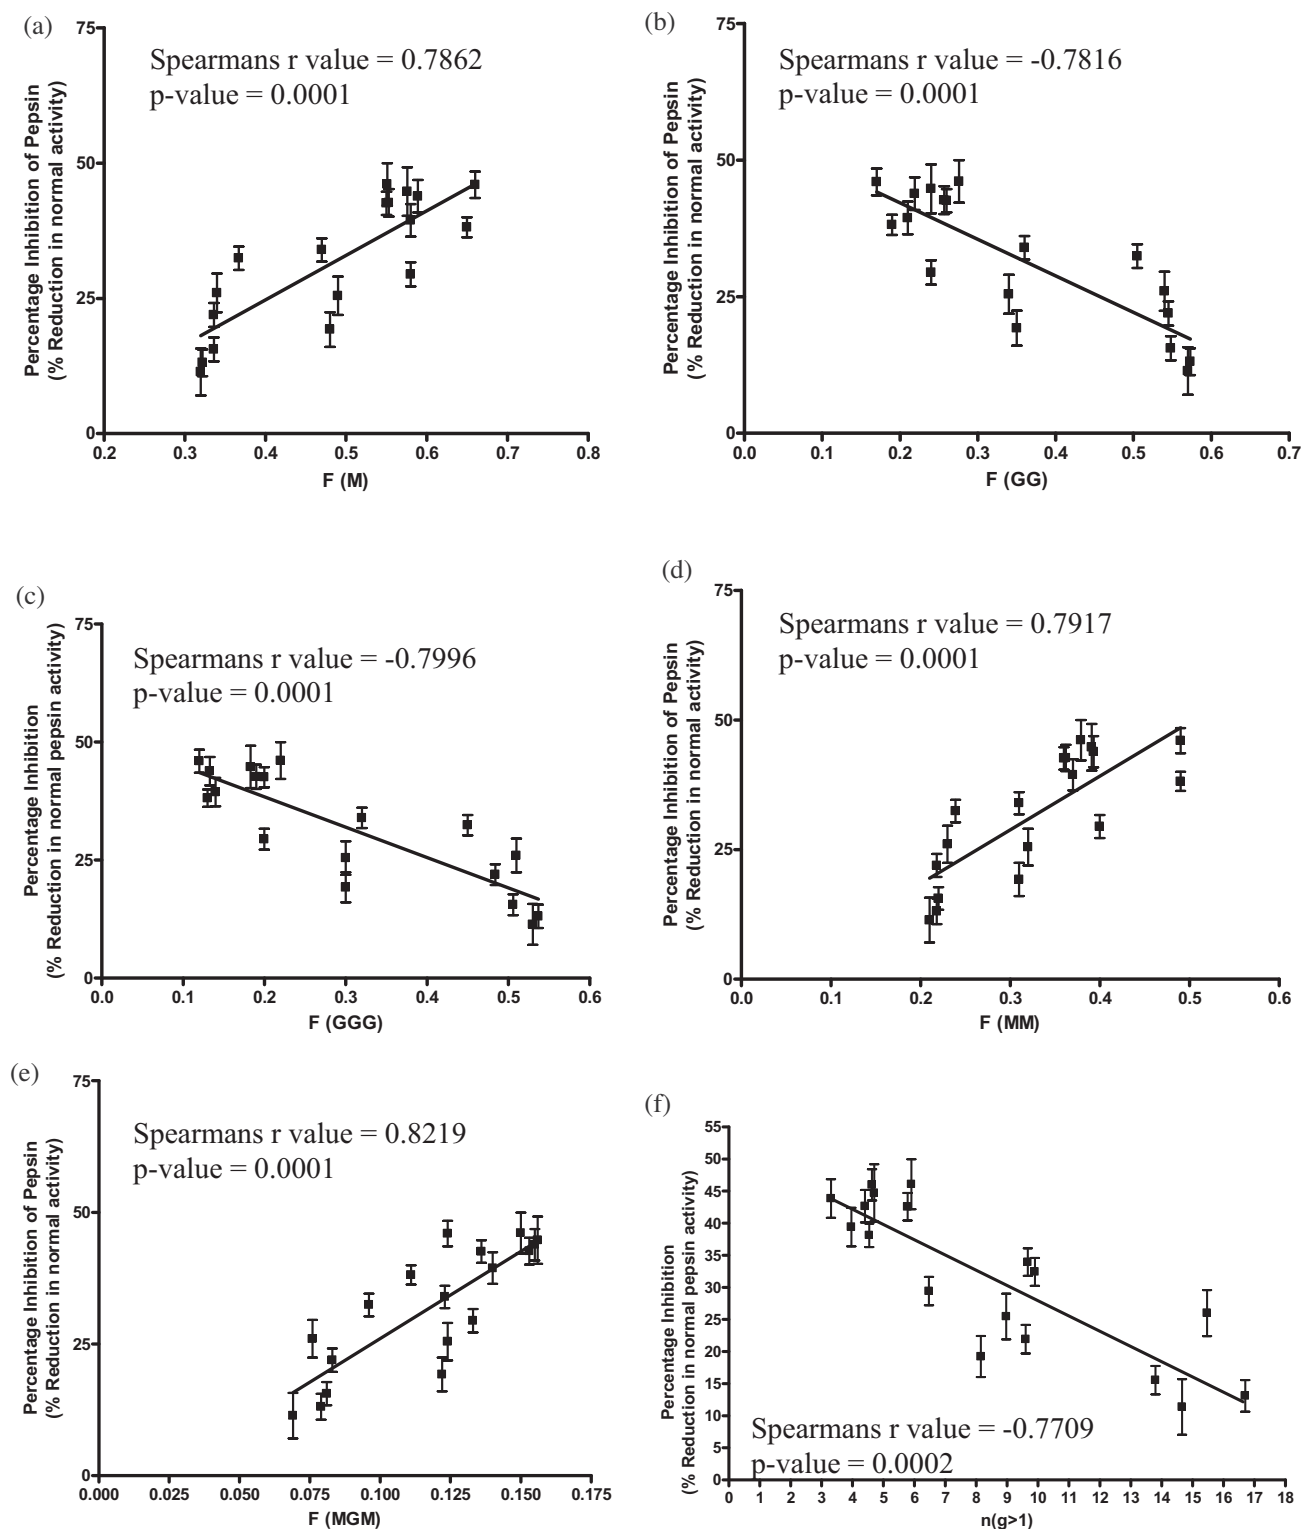 (a)
75
50
25
0
Percentage Inhibition of Pepsin
(% Reduction in normal activity)
Spearmans r value = 0.7862
p-value = 0.0001
0.2 0.3 0.4 0.5 0.6 0.7 0.8
F (M)
(b)
75
50
25
0
Percentage Inhibition of Pepsin
(% Reduction in normal activity)
Spearmans r value = -0.7816
p-value = 0.0001
0.0 0.1 0.2 0.3 0.4 0.5 0.6 0.7
F (GG)
(c)
75
50
25
0
Percentage Inhibition
(% Reduction in normal pepsin activity)
Spearmans r value = -0.7996
p-value = 0.0001
0.0 0.1 0.2 0.3 0.4 0.5 0.6
F (GGG)
(d)
75
50
25
0
Percentage Inhibition of Pepsin
(% Reduction in normal activity)
Spearmans r value = 0.7917
p-value = 0.0001
0.0 0.1 0.2 0.3 0.4 0.5 0.6
F (MM)
(e)
75
50
25
0
Percentage Inhibition of Pepsin
(% Reduction in normal activity)
Spearmans r value = 0.8219
p-value = 0.0001
0.000 0.025 0.050 0.075 0.100 0.125 0.150 0.175
F (MGM)
(f)
55
50
45
40
35
30
25
20
15
10
5
0
Percentage Inhibition
(% Reduction in normal pepsin activity)
Spearmans r value = -0.7709
p-value = 0.0002
0 1 2 3 4 5 6 7 8 9 10 11 12 13 14 15 16 17 18
n(g>1)